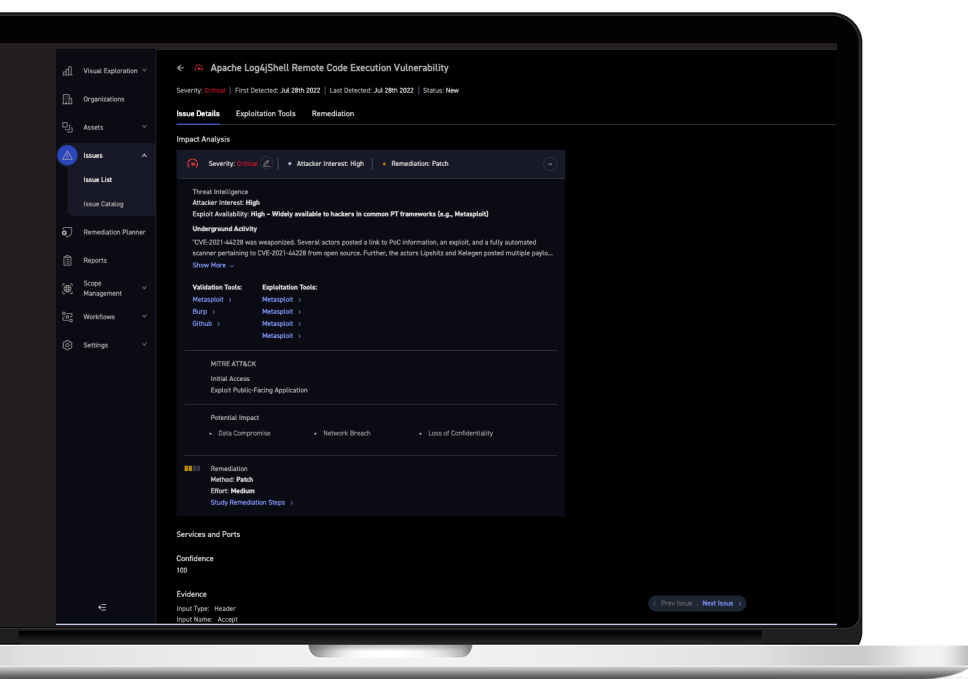 Visual Exploration
Organizations
Assets
Issues
Issue List
Issue Catalog
Remediation Planner
Reports
Scope
Management
Workflows
Settings
Apache Log4jShell Remote Code Execution Vulnerability
Severity: Critical | First Detected: Jul 28th 2022 | Last Detected: Jul 28th 2022 | Status: New
Issue Details Exploitation Tools Remediation
Impact Analysis
Severity: Critical | • Attacker Interest: High | • Remediation: Patch
Threat Intelligence
Attacker Interest: High
Exploit Availability: High – Widely available to hackers in common PT frameworks (e.g., Metasploit)
Underground Activity
"CVE-2021-44228 was weaponized. Several actors posted a link to PoC information, an exploit, and a fully automated
scanner pertaining to CVE-2021-44228 from open source. Further, the actors Lipshitz and Kelegen posted multiple paylo...
Show More
Validation Tools: Exploitation Tools:
Metasploit > Metasploit >
Burp > Metasploit >
Github > Metasploit >
Metasploit >
MITRE ATT&CK
Initial Access
Exploit Public-Facing Application
Potential Impact
• Data Compromise • Network Breach • Loss of Confidentiality
Remediation
Method: Patch
Effort: Medium
Study Remediation Steps >
Services and Ports
Confidence
100
Evidence
Input Type: Header
Input Name: Accept
< Prev Issue | Next Issue >